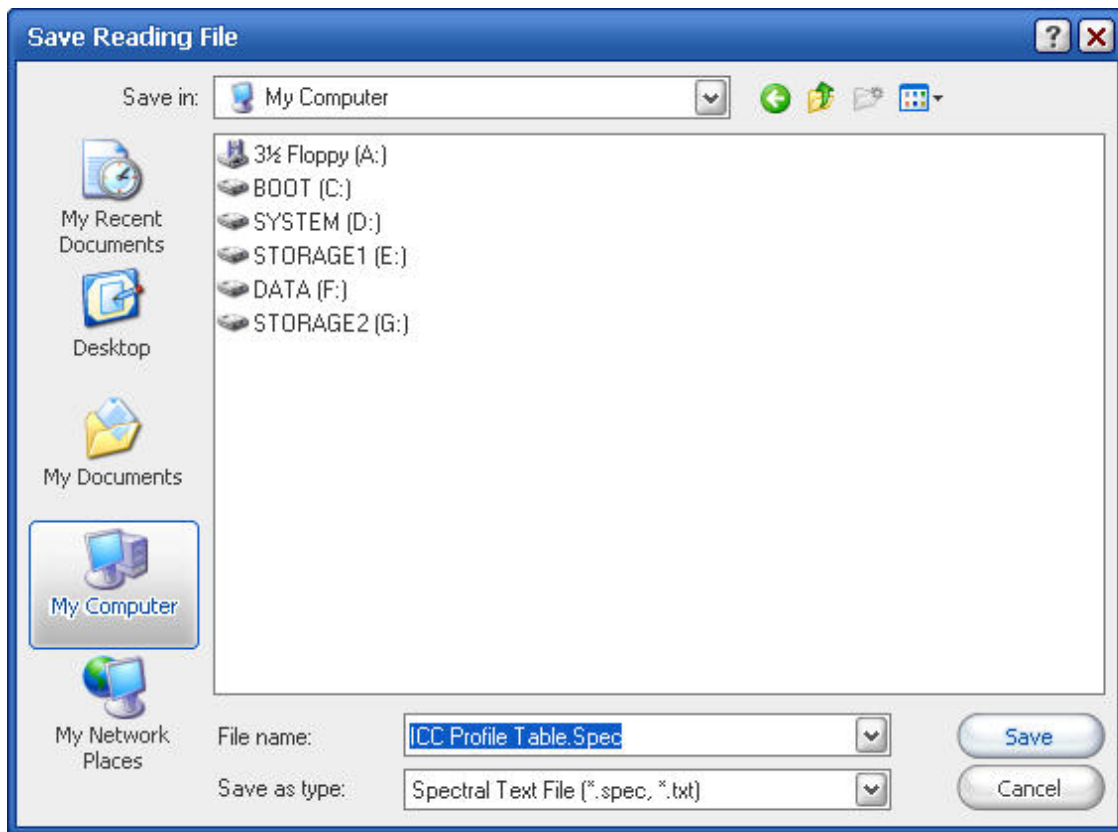 Save Reading File
Save in:
My Computer
3½ Floppy (A:)
BOOT (C:)
SYSTEM (D:)
STORAGE1 (E:)
DATA (F:)
STORAGE2 (G:)
My Recent
Documents
Desktop
My Documents
My Computer
My Network
Places
File name:
ICC Profile Table.Spec
Save
Save as type:
Spectral Text File (*.spec, *.txt)
Cancel